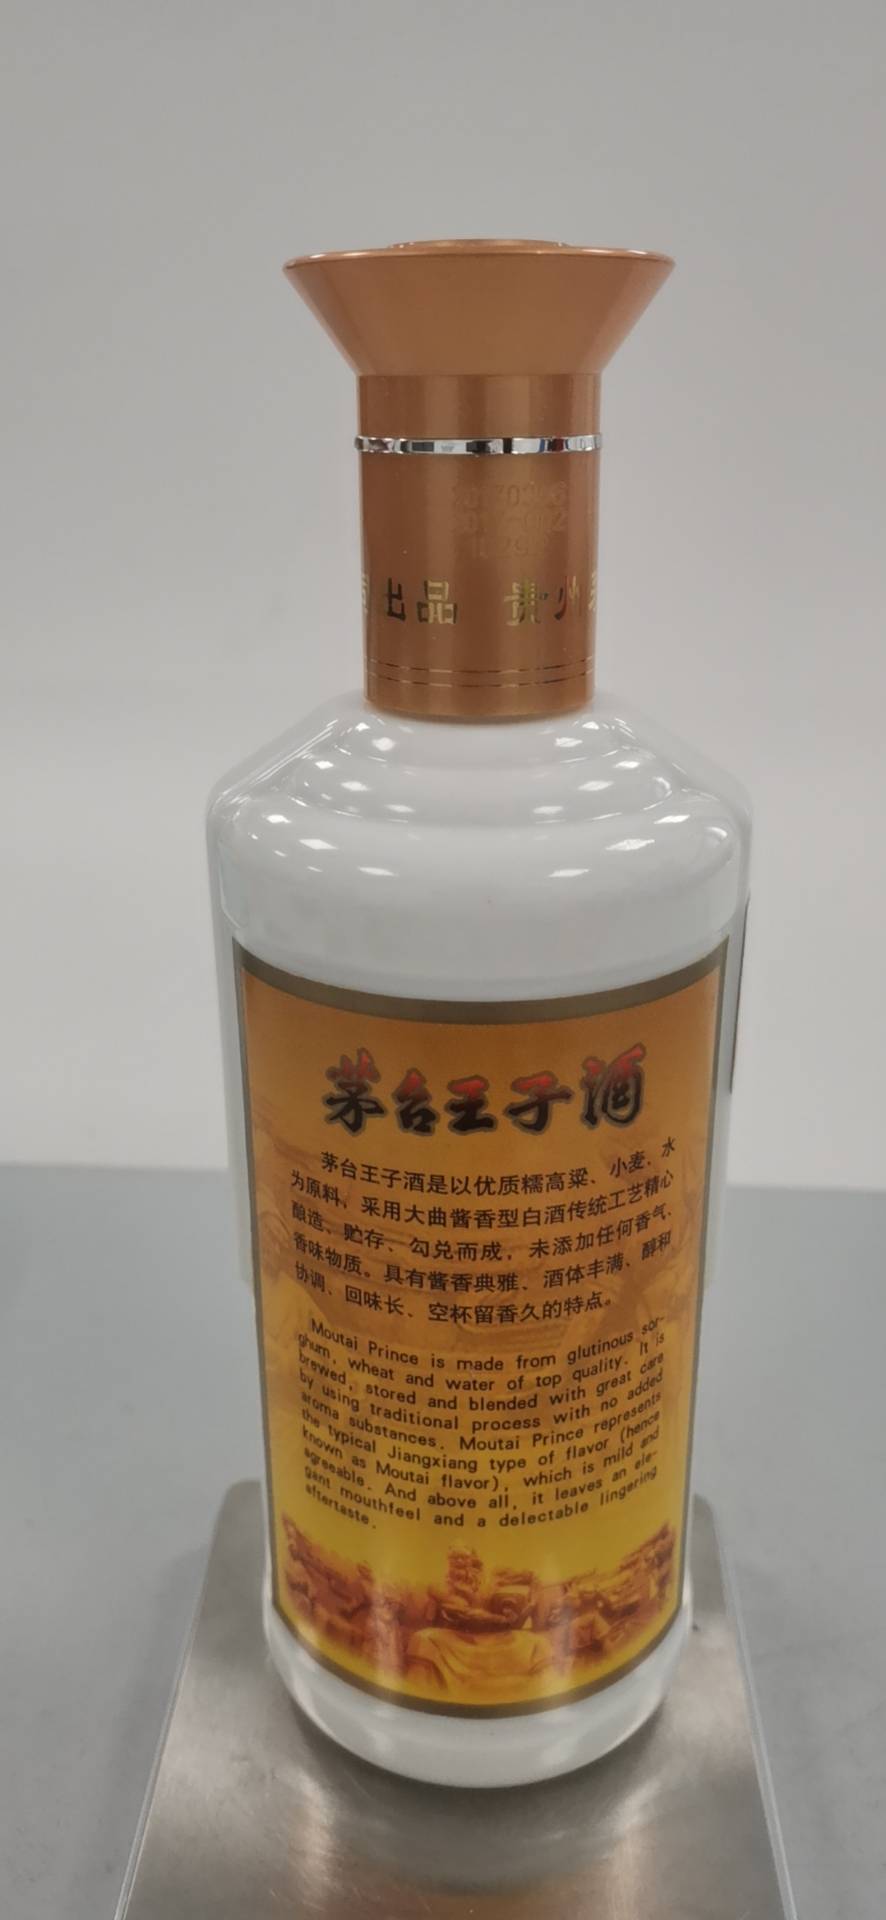 出品 贵州
茅台王子酒
茅台王子酒是以优质糯高粱、小麦、水
为原料，采用大曲酱香型白酒传统工艺精心
酿造、贮存、勾兑而成，未添加任何香气、
香味物质。具有酱香典雅、酒体丰满、醇和
协调、回味长、空杯留香久的特点。
Moutai Prince is made from glutinous sor-
ghum, wheat and water of top quality. It is
brewed, stored and blended with great care
by using traditional process with no added
aroma substances. Moutai Prince represents
the typical Jiangxiang type of flavor (hence
known as Moutai flavor), which is mild and
agreeable. And above all, it leaves an ele-
gant mouthfeel and a delectable lingering
aftertaste.